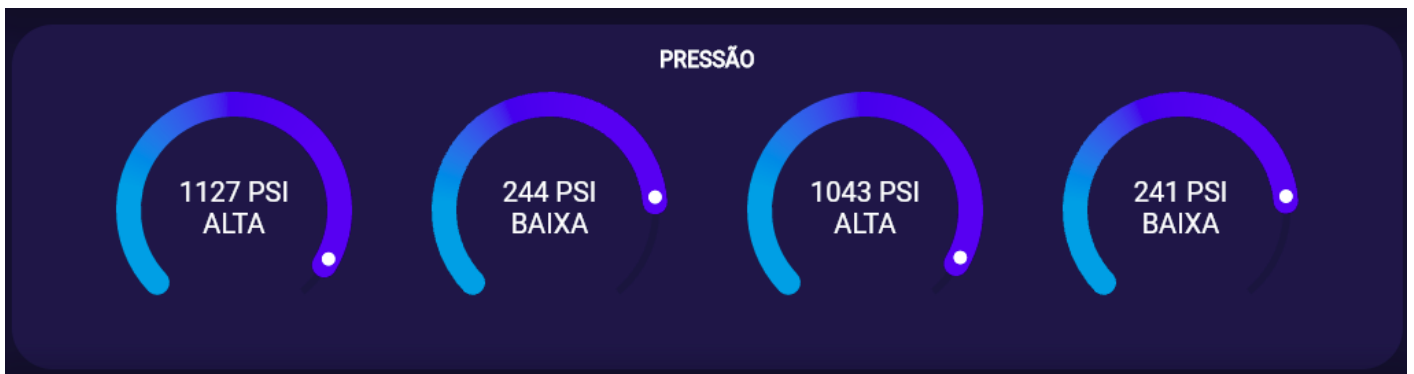 PRESSÃO
1127 PSI
ALTA
244 PSI
BAIXA
1043 PSI
ALTA
241 PSI
BAIXA